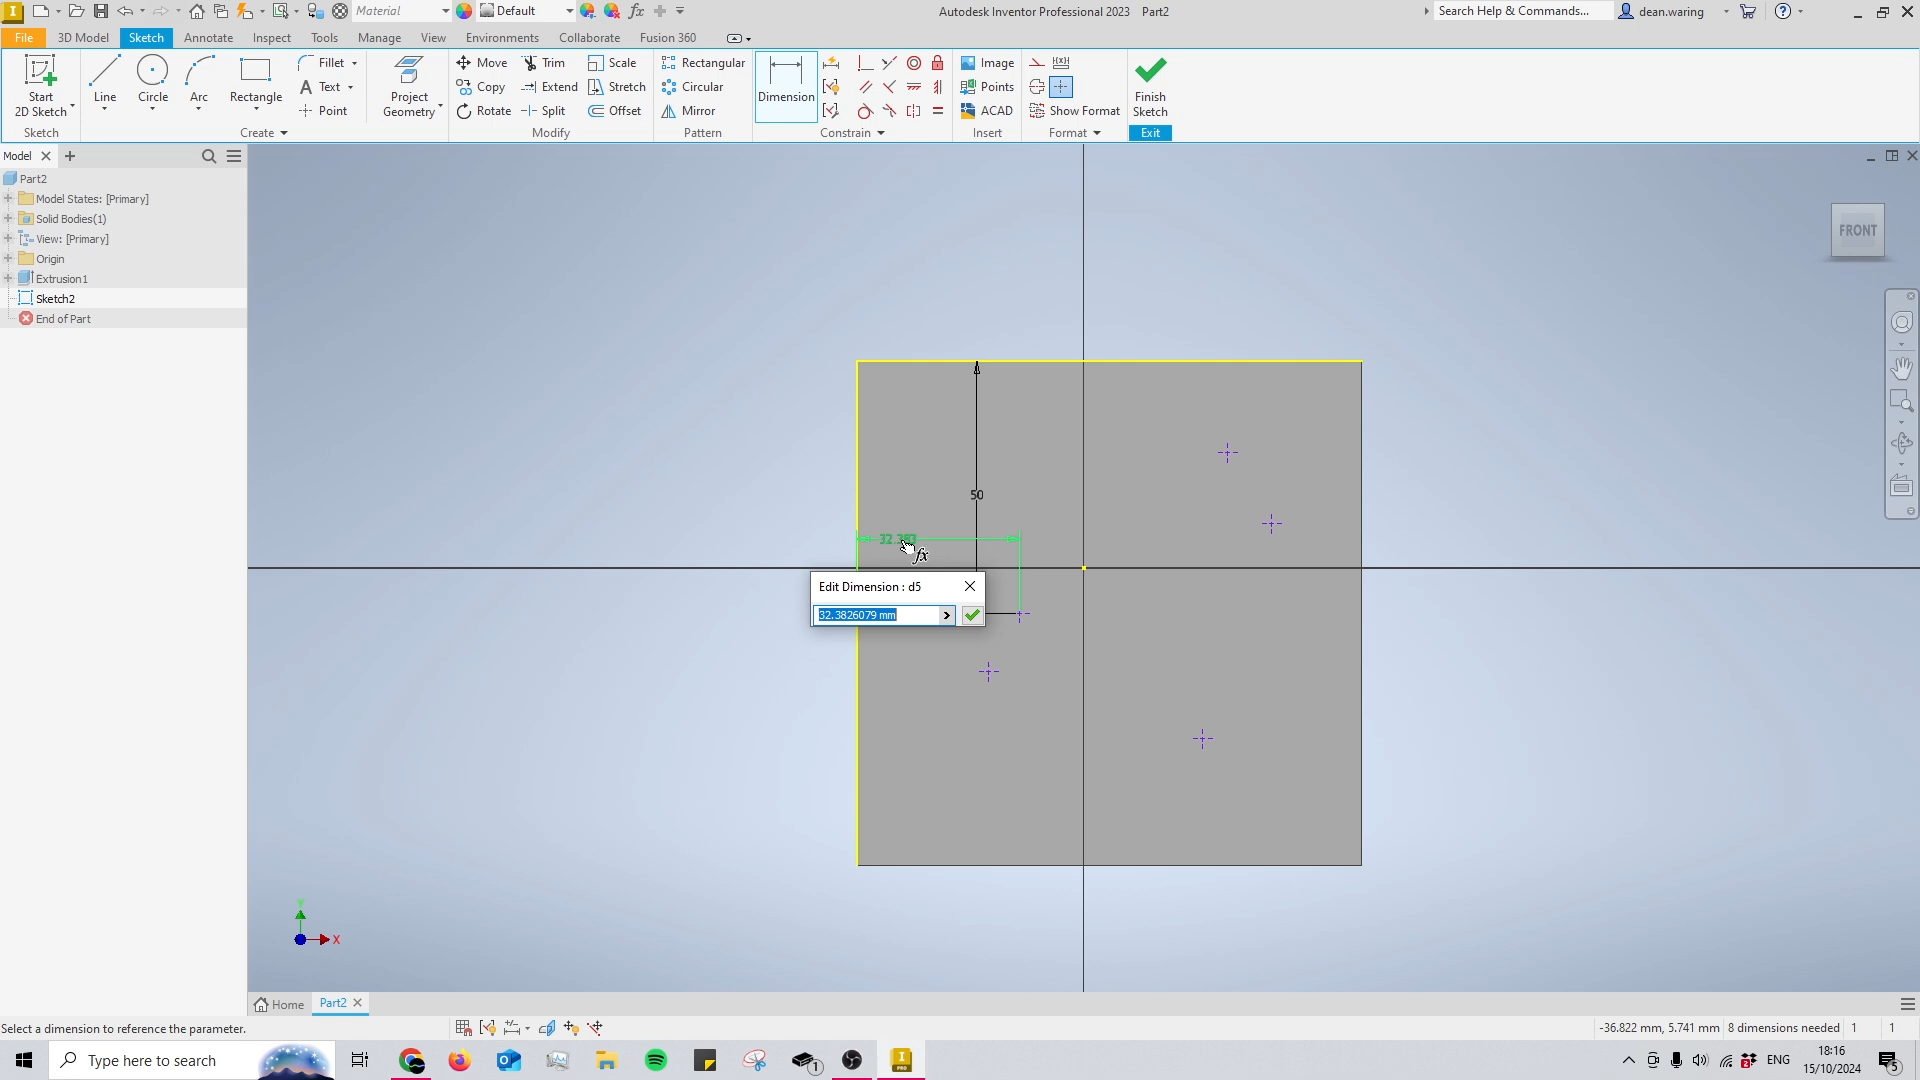 Material
Default
fx
Autodesk Inventor Professional 2023 Part2
Search Help & Commands...
dean.waring
File 3D Model Sketch Annotate Inspect Tools Manage View Environments Collaborate Fusion 360
Start
2D Sketch
Line
Circle
Arc
Rectangle
Fillet
Text
Point
Project
Geometry
Move
Copy
Rotate
Trim
Extend
Split
Scale
Stretch
Offset
Rectangular
Circular
Mirror
Dimension
Image
Points
ACAD
Show Format
Finish
Sketch
Sketch Create Modify Pattern Constrain Insert Format Exit
Model
Part2
Model States: [Primary]
Solid Bodies(1)
View: [Primary]
Origin
Extrusion1
Sketch2
End of Part
FRONT
50
fx
Edit Dimension : d5
32.3826079 mm
Y
X
Home
Part2
Select a dimension to reference the parameter.
-36.822 mm, 5.741 mm 8 dimensions needed 1 1
Type here to search
ENG
18:16
15/10/2024